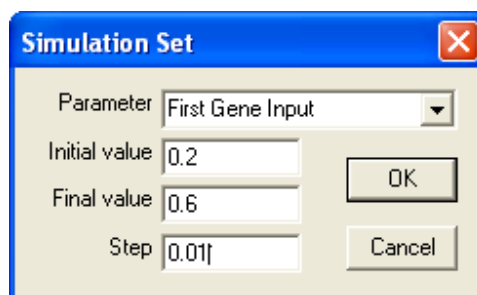 Simulation Set
Parameter First Gene Input
Initial value 0.2
OK
Final value 0.6
Step 0.01
Cancel